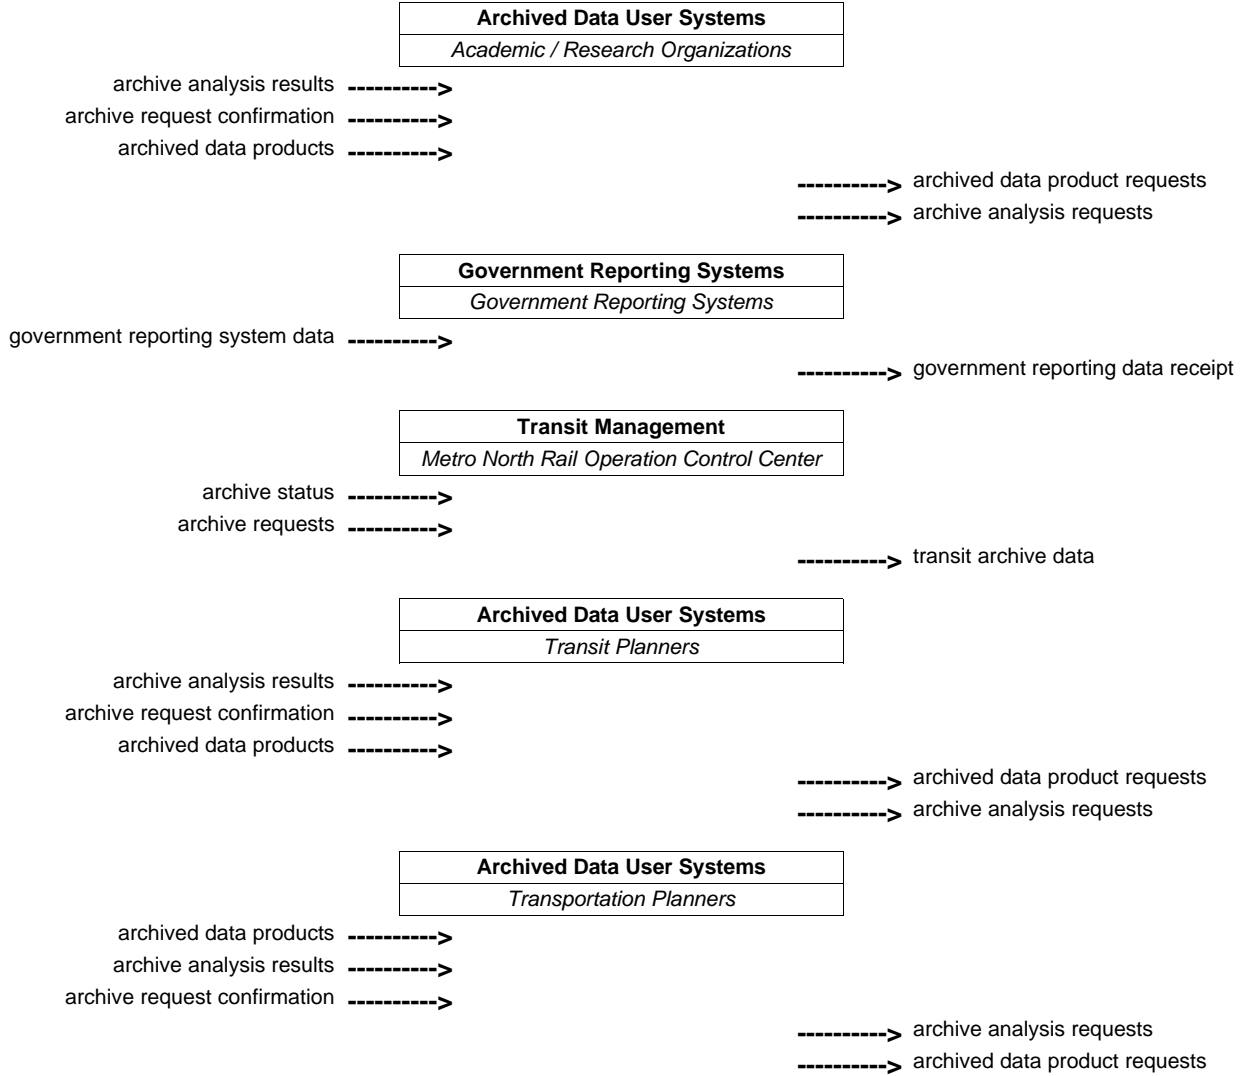 Archived Data User Systems
Academic / Research Organizations
archive analysis results ---------->
archive request confirmation ---------->
archived data products ---------->
----------> archived data product requests
----------> archive analysis requests
Government Reporting Systems
Government Reporting Systems
government reporting system data ---------->
----------> government reporting data receipt
Transit Management
Metro North Rail Operation Control Center
archive status ---------->
archive requests ---------->
----------> transit archive data
Archived Data User Systems
Transit Planners
archive analysis results ---------->
archive request confirmation ---------->
archived data products ---------->
----------> archived data product requests
----------> archive analysis requests
Archived Data User Systems
Transportation Planners
archived data products ---------->
archive analysis results ---------->
archive request confirmation ---------->
----------> archive analysis requests
----------> archived data product requests